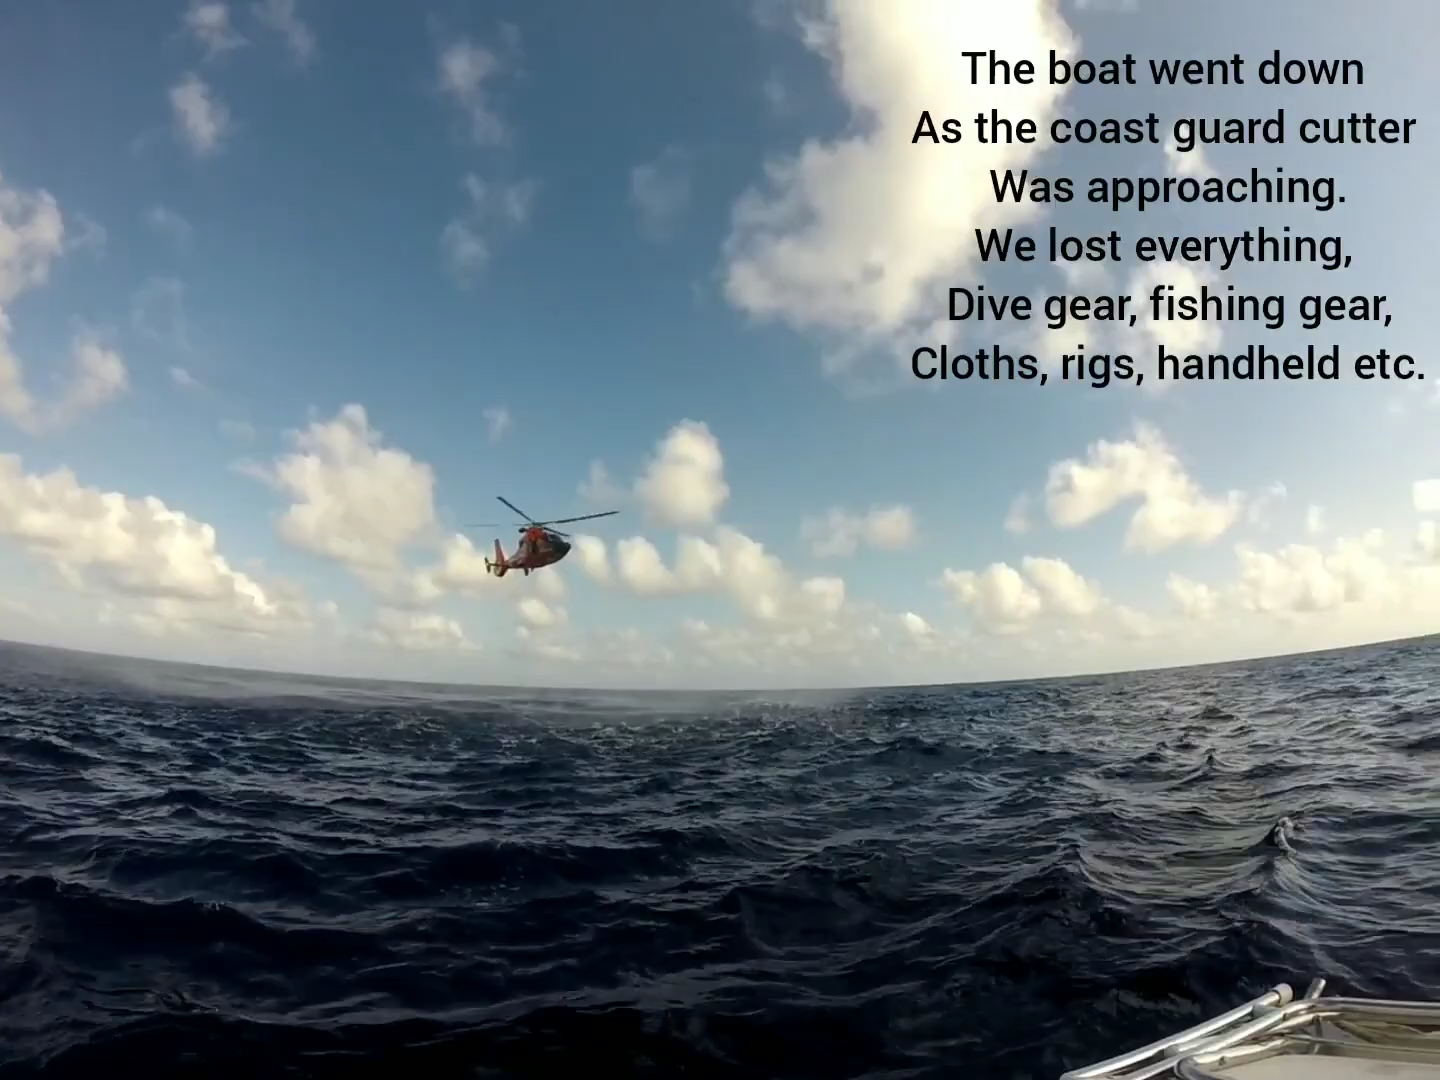 The boat went down
As the coast guard cutter
Was approaching.
We lost everything,
Dive gear, fishing gear,
Cloths, rigs, handheld etc.